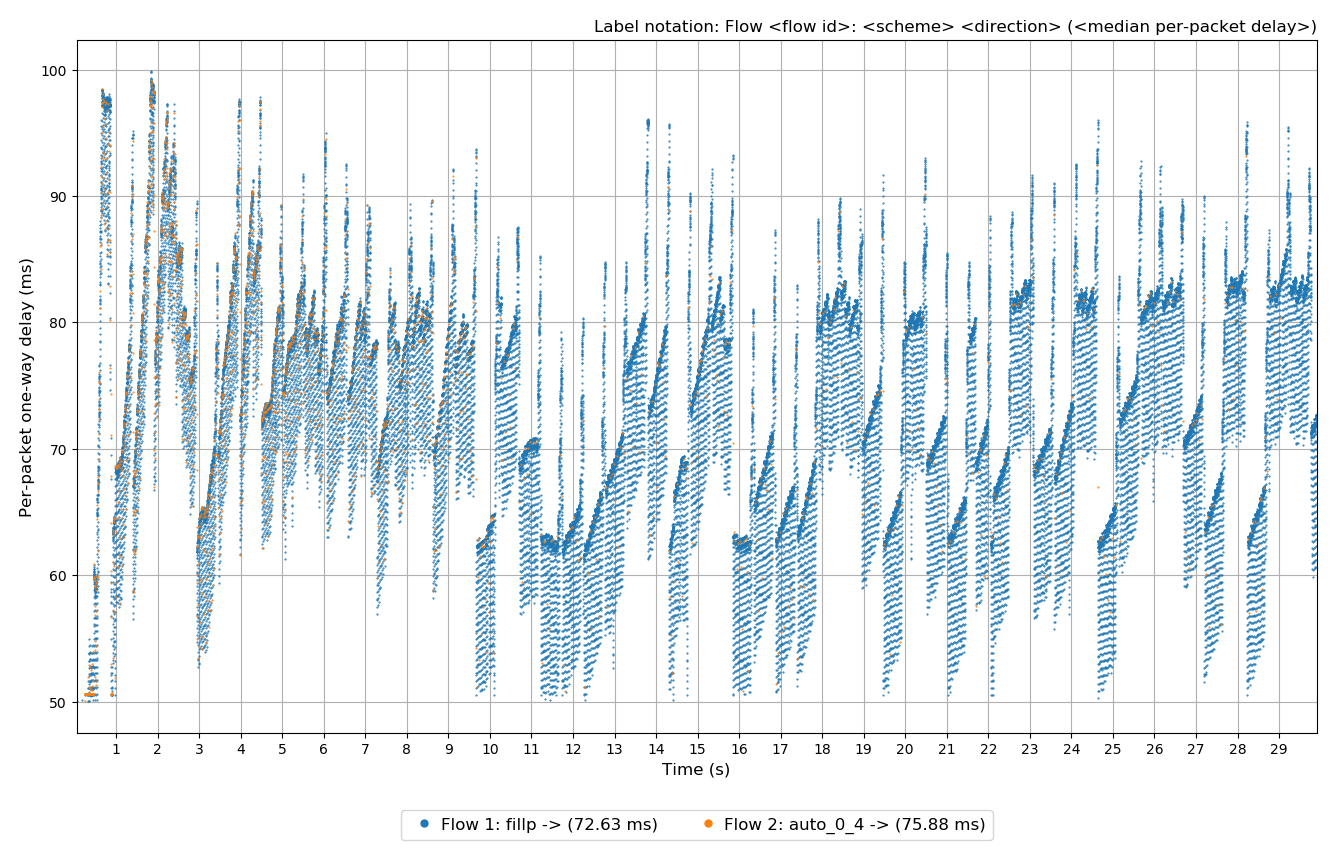 Label notation: Flow <flow id>: <scheme> <direction> (<median per-packet delay>)
100
90
80
70
60
50
Per-packet one-way delay (ms)
1 2 3 4 5 6 7 8 9 10 11 12 13 14 15 16 17 18 19 20 21 22 23 24 25 26 27 28 29
Time (s)
Flow 1: fillp -> (72.63 ms) Flow 2: auto_0_4 -> (75.88 ms)